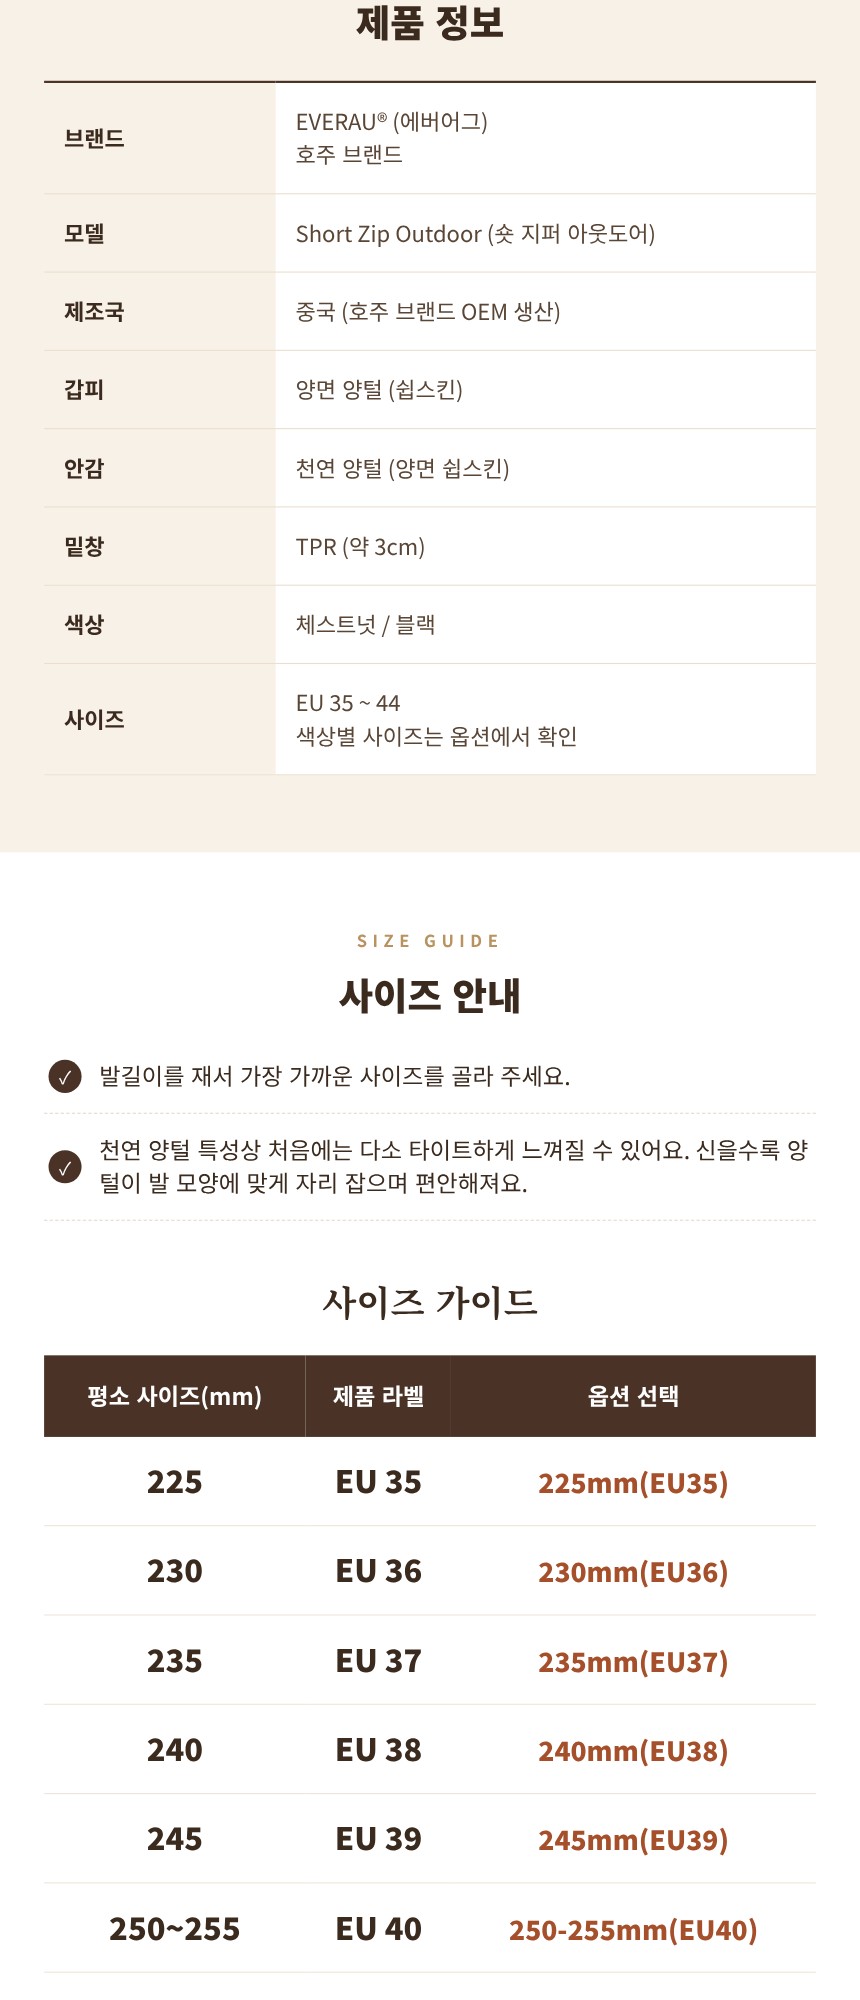 제품 정보
브랜드
EVERAU® (에버어그)
호주 브랜드
모델
Short Zip Outdoor (숏 지퍼 아웃도어)
제조국
중국 (호주 브랜드 OEM 생산)
갑피
양면 양털 (쉽스킨)
안감
천연 양털 (양면 쉽스킨)
밑창
TPR (약 3cm)
색상
체스트넛 / 블랙
사이즈
EU 35 ~ 44
색상별 사이즈는 옵션에서 확인
SIZE GUIDE
사이즈 안내
✓ 발길이를 재서 가장 가까운 사이즈를 골라 주세요.
✓ 천연 양털 특성상 처음에는 다소 타이트하게 느껴질 수 있어요. 신을수록 양
털이 발 모양에 맞게 자리 잡으며 편안해져요.
사이즈 가이드
평소 사이즈(mm) 제품 라벨 옵션 선택
225 EU 35 225mm(EU35)
230 EU 36 230mm(EU36)
235 EU 37 235mm(EU37)
240 EU 38 240mm(EU38)
245 EU 39 245mm(EU39)
250~255 EU 40 250-255mm(EU40)